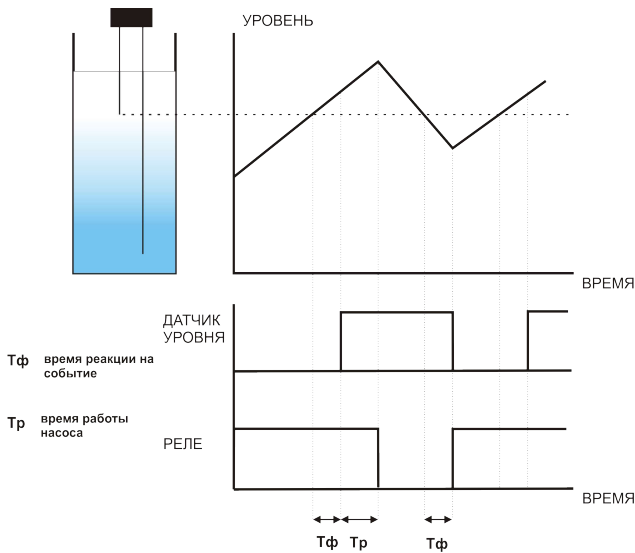 УРОВЕНЬ
ВРЕМЯ
ДАТЧИК
УРОВНЯ
Тф время реакции на
событие
Тр время работы
насоса
РЕЛЕ
ВРЕМЯ
Тф Тр Тф